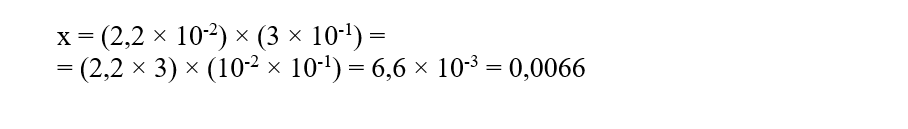 x = (2,2 × 10⁻²) × (3 × 10⁻¹) =
= (2,2 × 3) × (10⁻² × 10⁻¹) = 6,6 × 10⁻³ = 0,0066